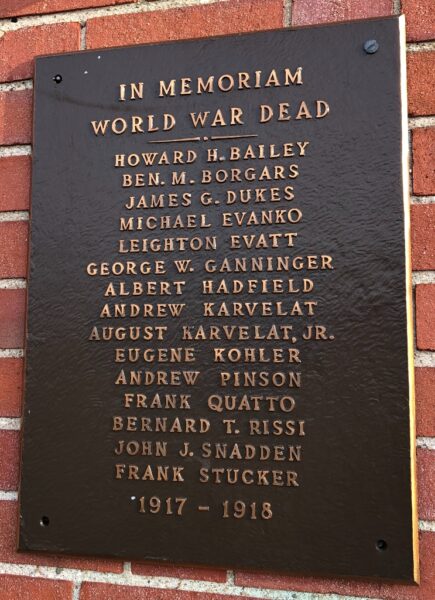 IN MEMORIAM
WORLD WAR DEAD
HOWARD H. BAILEY
BEN. M. BORGARS
JAMES G. DUKES
MICHAEL EVANKO
LEIGHTON EVATT
GEORGE W. GANNINGER
ALBERT HADFIELD
ANDREW KARVELAT
AUGUST KARVELAT, JR.
EUGENE KOHLER
ANDREW PINSON
FRANK QUATTO
BERNARD T. RISSI
JOHN J. SNADDEN
FRANK STUCKER
1917 - 1918